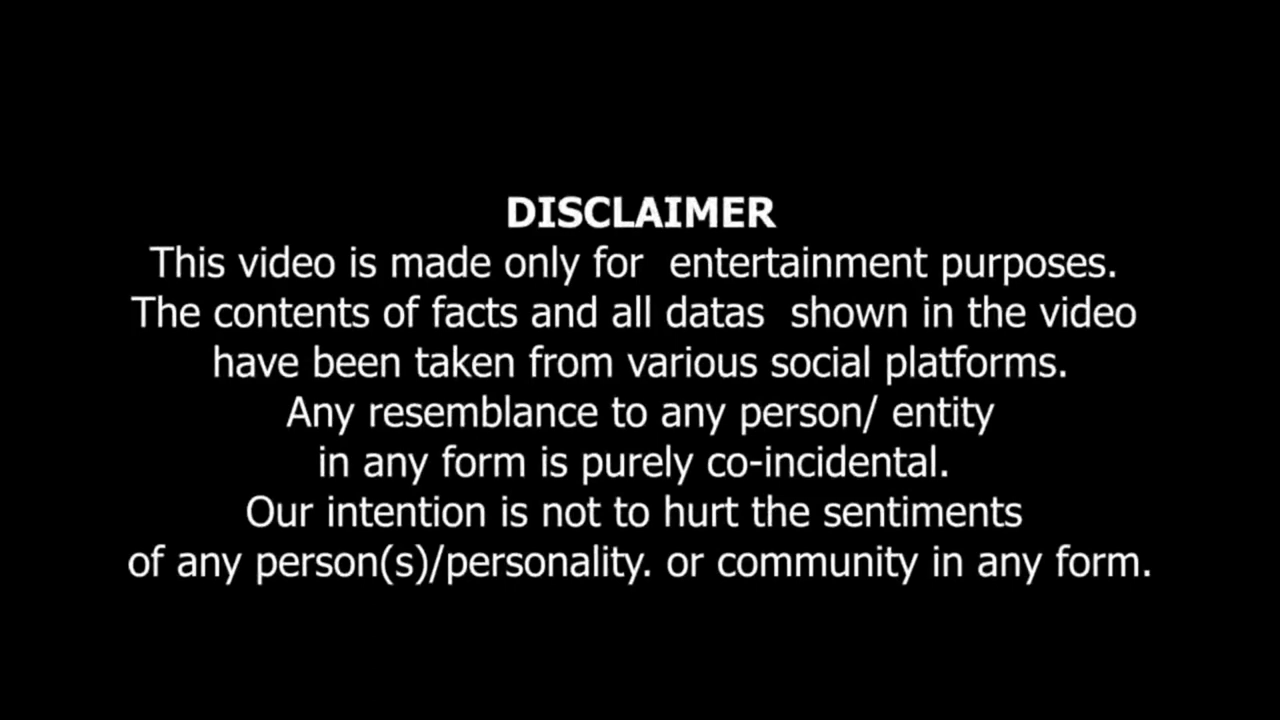 DISCLAIMER
This video is made only for  entertainment purposes.
The contents of facts and all datas  shown in the video
have been taken from various social platforms.
Any resemblance to any person/ entity
in any form is purely co-incidental.
Our intention is not to hurt the sentiments
of any person(s)/personality. or community in any form.